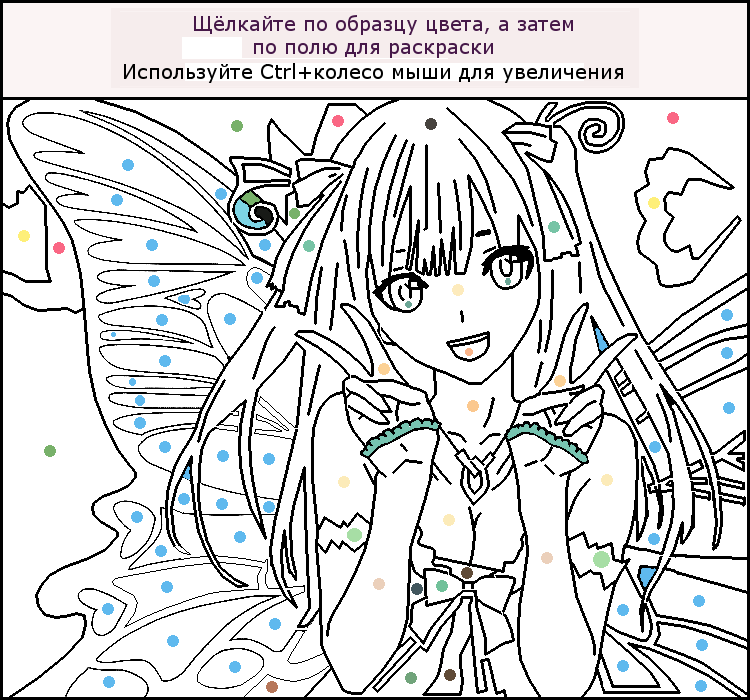 Щёлкайте по образцу цвета, а затем
по полю для раскраски
Используйте Ctrl+колесо мыши для увеличения